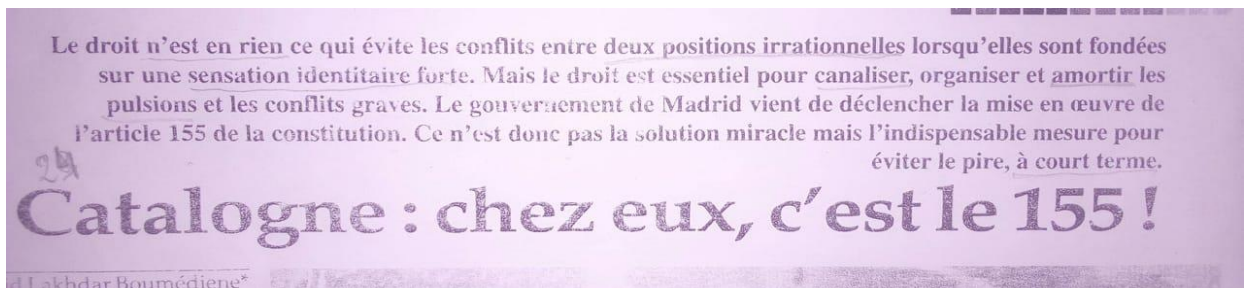 Le droit n'est en rien ce qui évite les conflits entre deux positions irrationnelles lorsqu'elles sont fondées
sur une sensation identitaire forte. Mais le droit est essentiel pour canaliser, organiser et amortir les
pulsions et les conflits graves. Le gouvernement de Madrid vient de déclencher la mise en œuvre de
l'article 155 de la constitution. Ce n'est donc pas la solution miracle mais l'indispensable mesure pour
éviter le pire, à court terme.
Catalogne : chez eux, c'est le 155 !
Lakhdar Boumédiene*